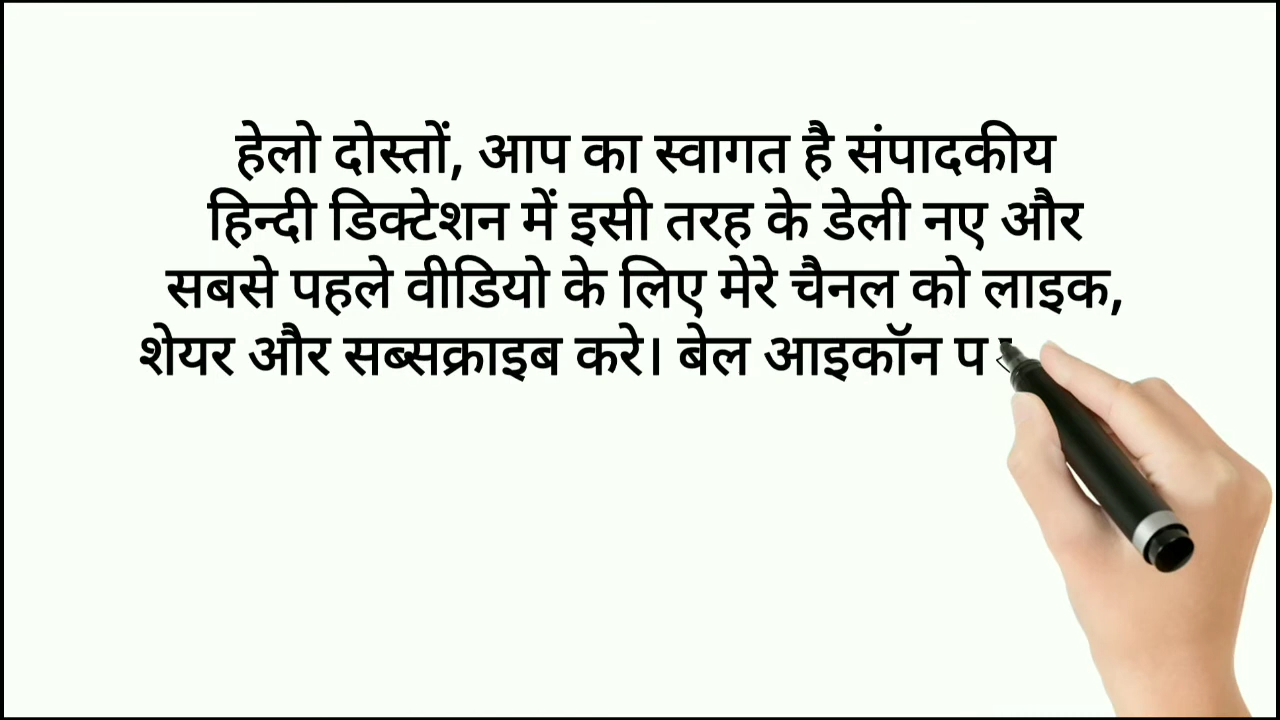 हेलो दोस्तों, आप का स्वागत है संपादकीय
हिन्दी डिक्टेशन में इसी तरह के डेली नए और
सबसे पहले वीडियो के लिए मेरे चैनल को लाइक,
शेयर और सब्सक्राइब करे। बेल आइकॉन